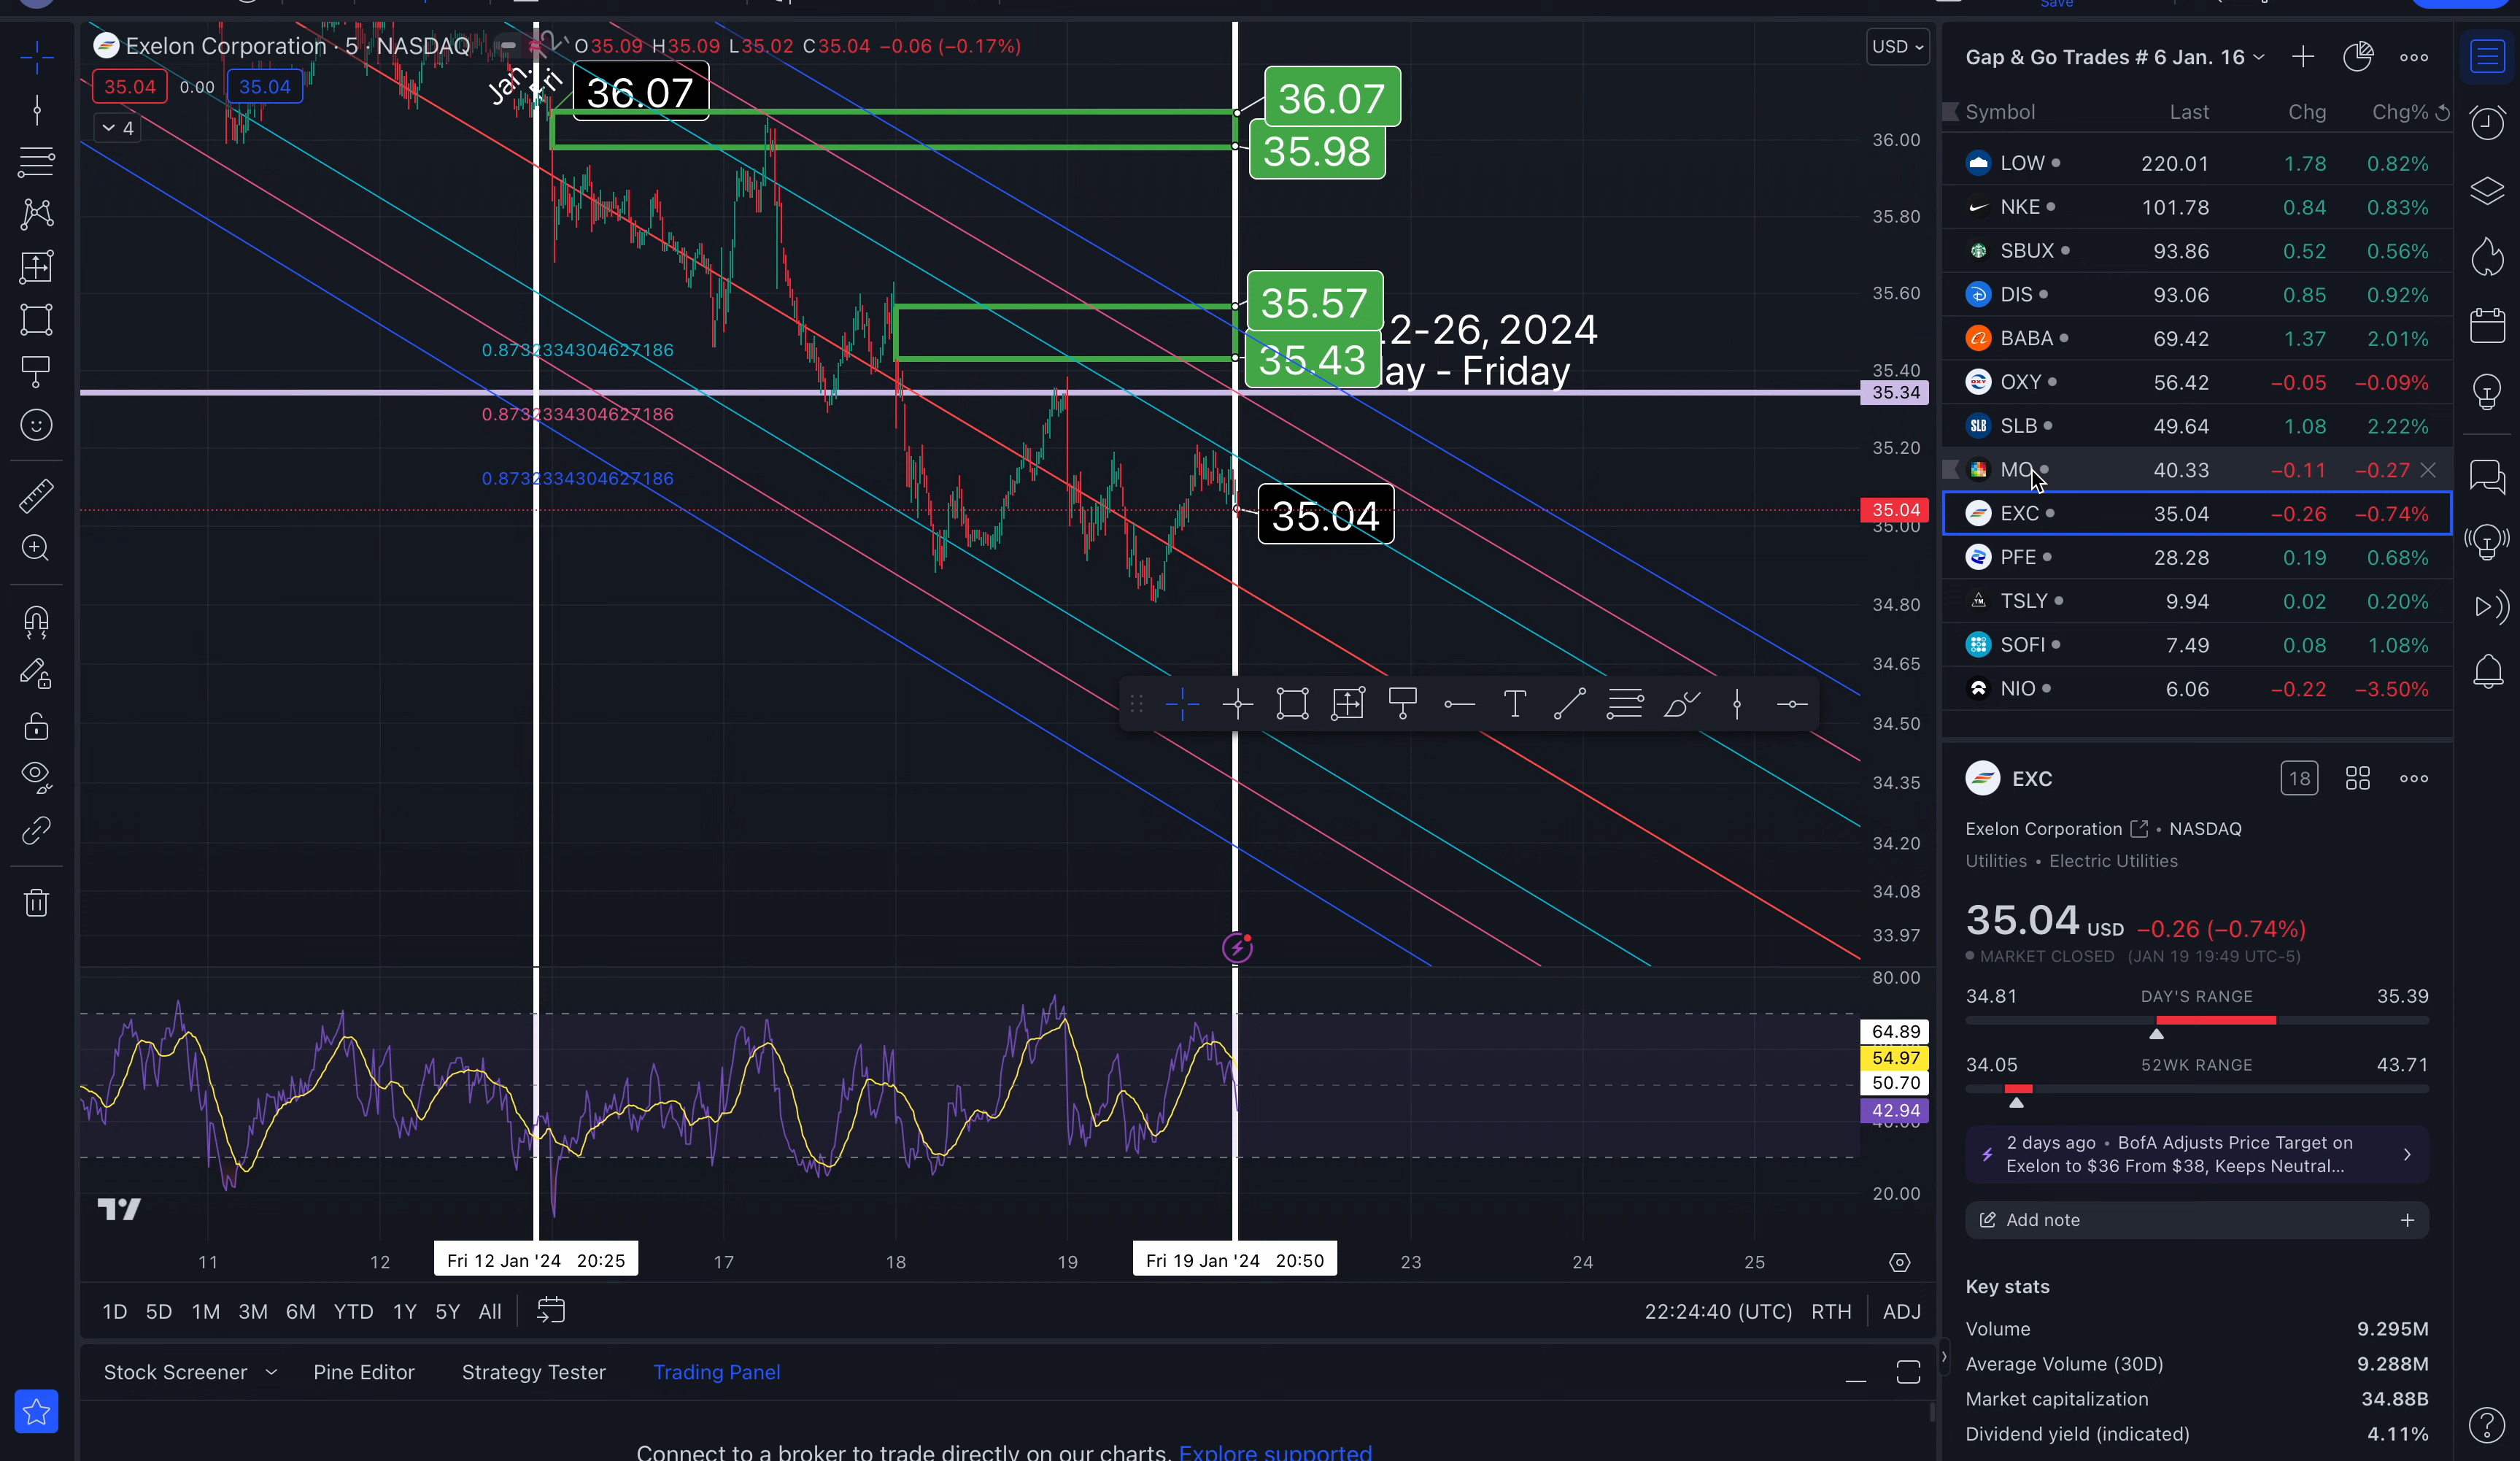 Save
Exelon Corporation · 5 · NASDAQ
O35.09 H35.09 L35.02 C35.04 −0.06 (−0.17%)
35.04 0.00 35.04
4
Jan.
Fri
36.07
36.07
35.98
35.57
35.43
2-26, 2024
ay - Friday
35.04
0.8732334304627186
0.8732334304627186
0.8732334304627186
USD
36.00
35.80
35.60
35.40
35.34
35.20
35.04
35.00
34.80
34.65
34.50
34.35
34.20
34.08
33.97
80.00
64.89
54.97
50.70
42.94
20.00
11 12 Fri 12 Jan '24 20:25 17 18 19 Fri 19 Jan '24 20:50 23 24 25
1D 5D 1M 3M 6M YTD 1Y 5Y All
22:24:40 (UTC) RTH ADJ
Stock Screener Pine Editor Strategy Tester Trading Panel
Connect to a broker to trade directly on our charts. Explore supported
Gap & Go Trades # 6 Jan. 16
Symbol Last Chg Chg%
LOW 220.01 1.78 0.82%
NKE 101.78 0.84 0.83%
SBUX 93.86 0.52 0.56%
DIS 93.06 0.85 0.92%
BABA 69.42 1.37 2.01%
OXY 56.42 −0.05 −0.09%
SLB 49.64 1.08 2.22%
MO 40.33 −0.11 −0.27
EXC 35.04 −0.26 −0.74%
PFE 28.28 0.19 0.68%
TSLY 9.94 0.02 0.20%
SOFI 7.49 0.08 1.08%
NIO 6.06 −0.22 −3.50%
EXC
18
Exelon Corporation • NASDAQ
Utilities • Electric Utilities
35.04 USD −0.26 (−0.74%)
MARKET CLOSED (JAN 19 19:49 UTC-5)
34.81 DAY'S RANGE 35.39
34.05 52WK RANGE 43.71
2 days ago • BofA Adjusts Price Target on
Exelon to $36 From $38, Keeps Neutral...
Add note
Key stats
Volume 9.295M
Average Volume (30D) 9.288M
Market capitalization 34.88B
Dividend yield (indicated) 4.11%